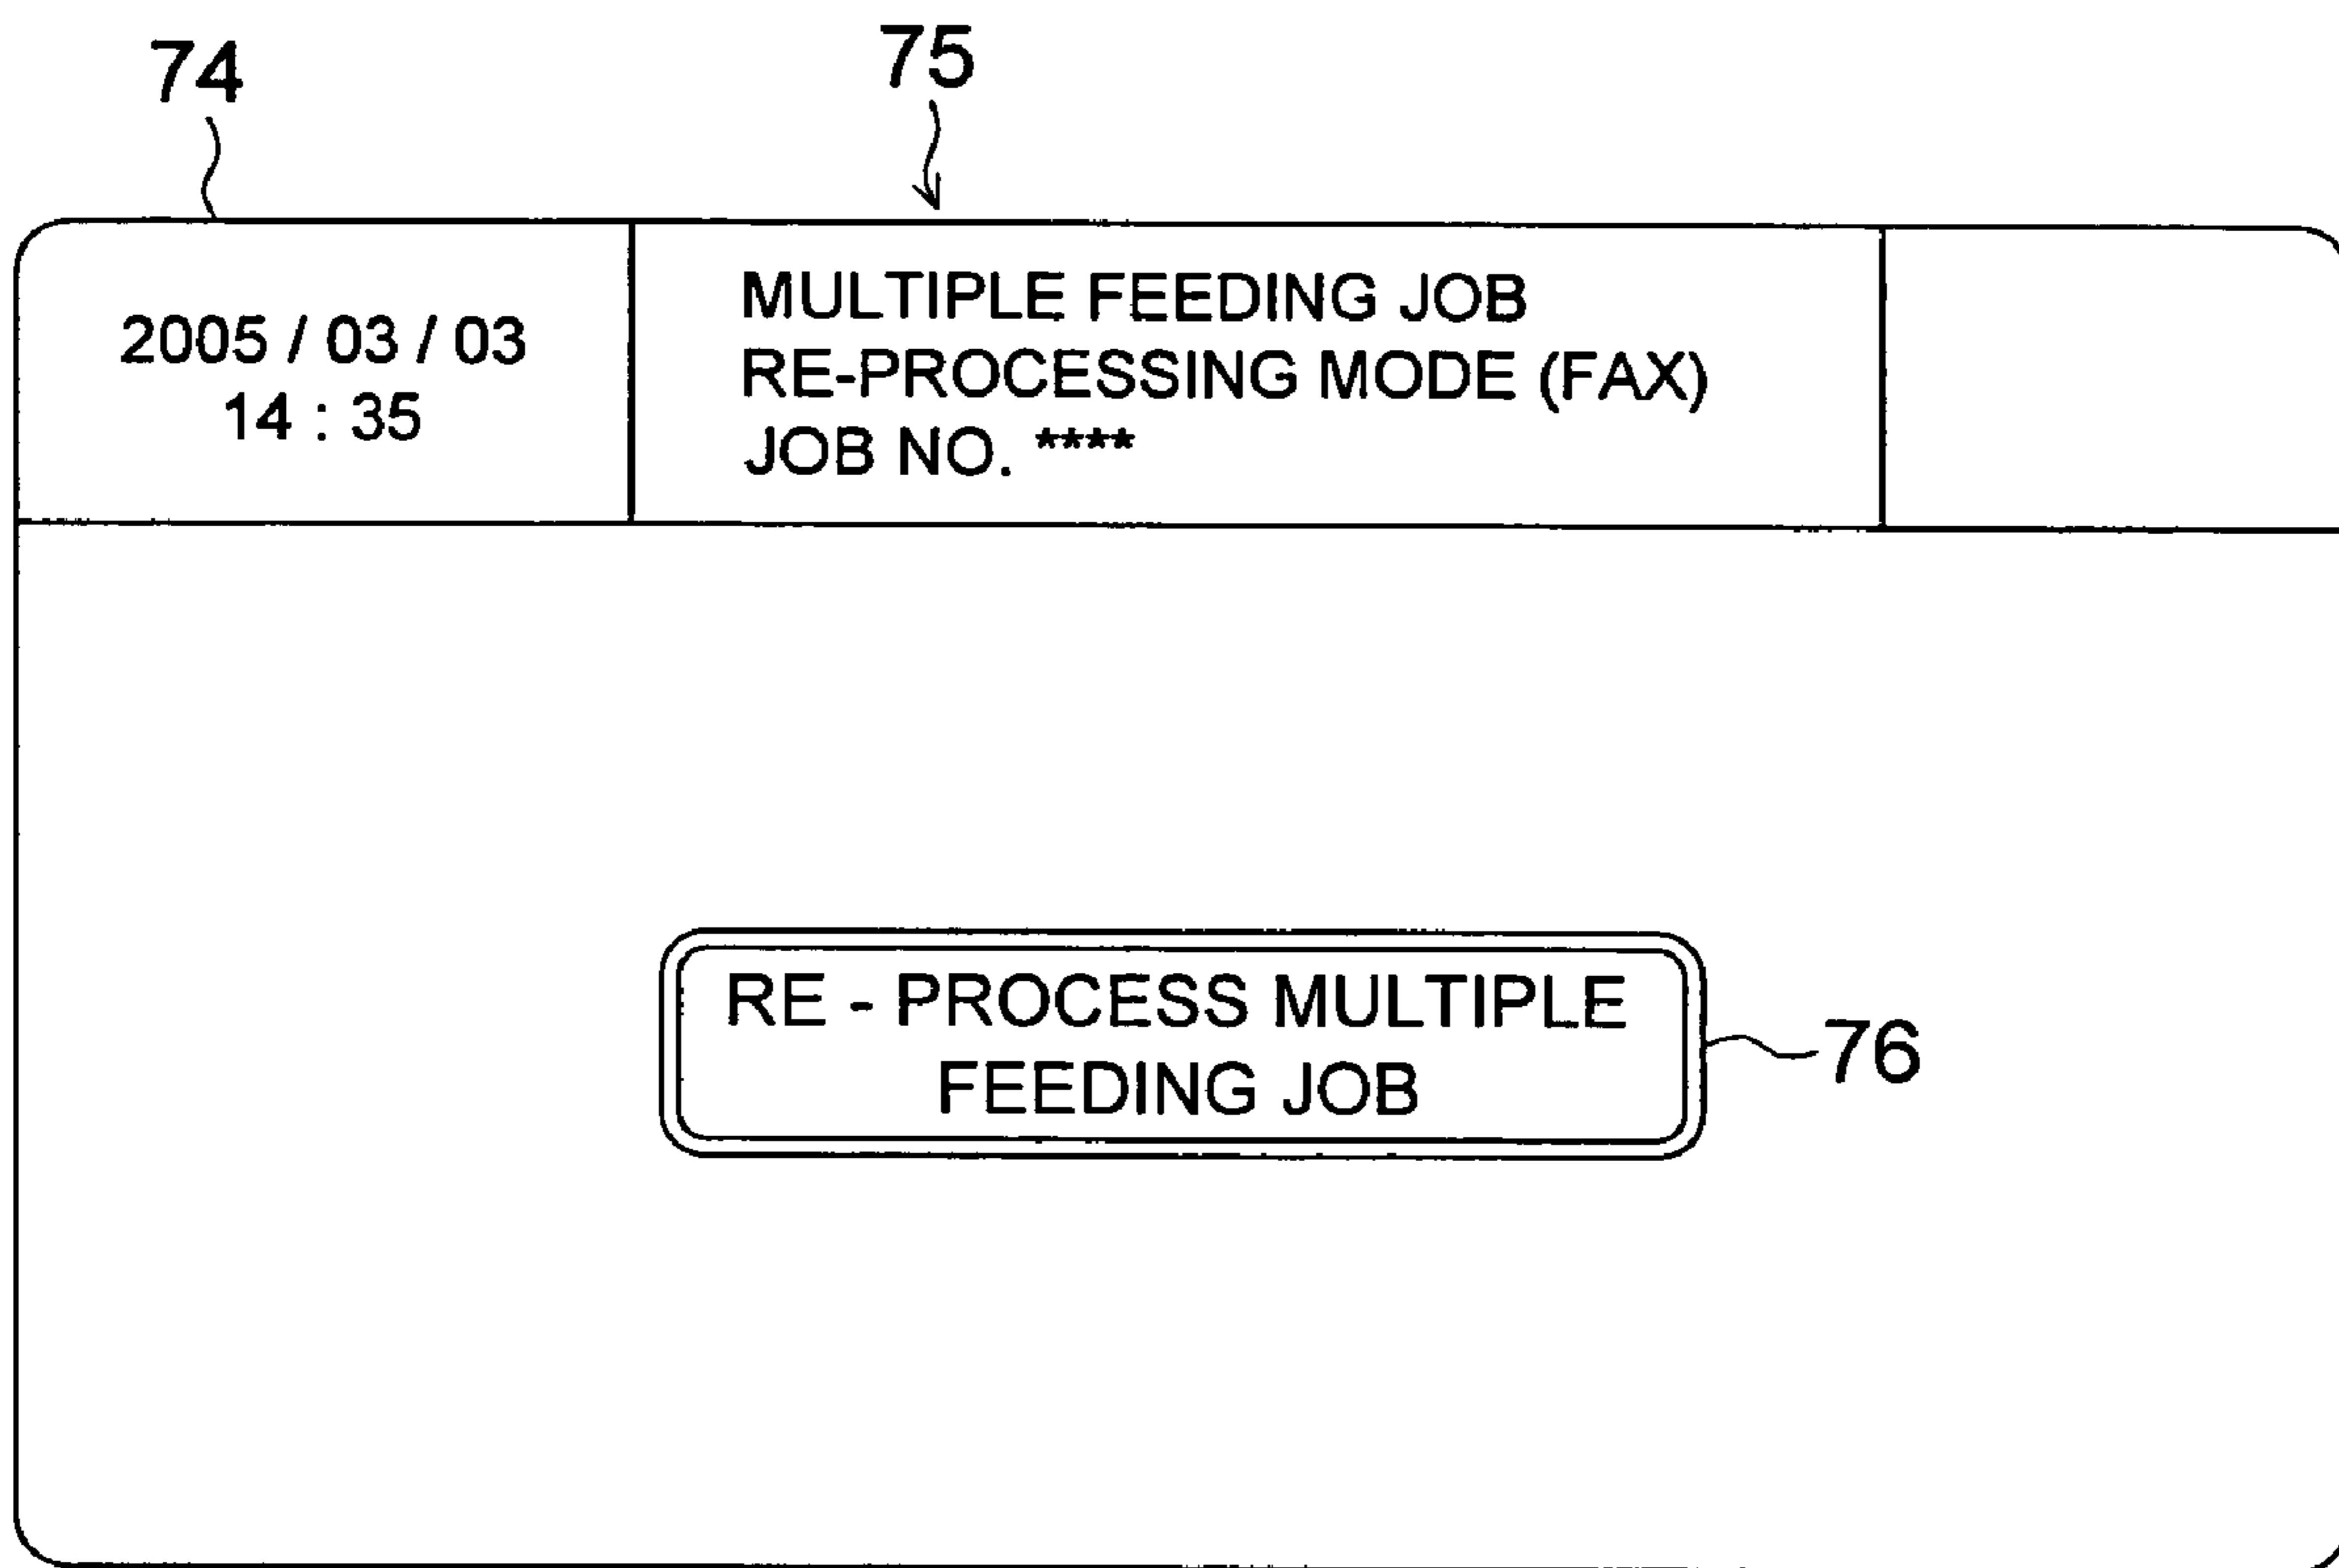 74
75
2005 / 03 / 03
14 : 35
MULTIPLE FEEDING JOB
RE-PROCESSING MODE (FAX)
JOB NO. ****
RE - PROCESS MULTIPLE
FEEDING JOB
76